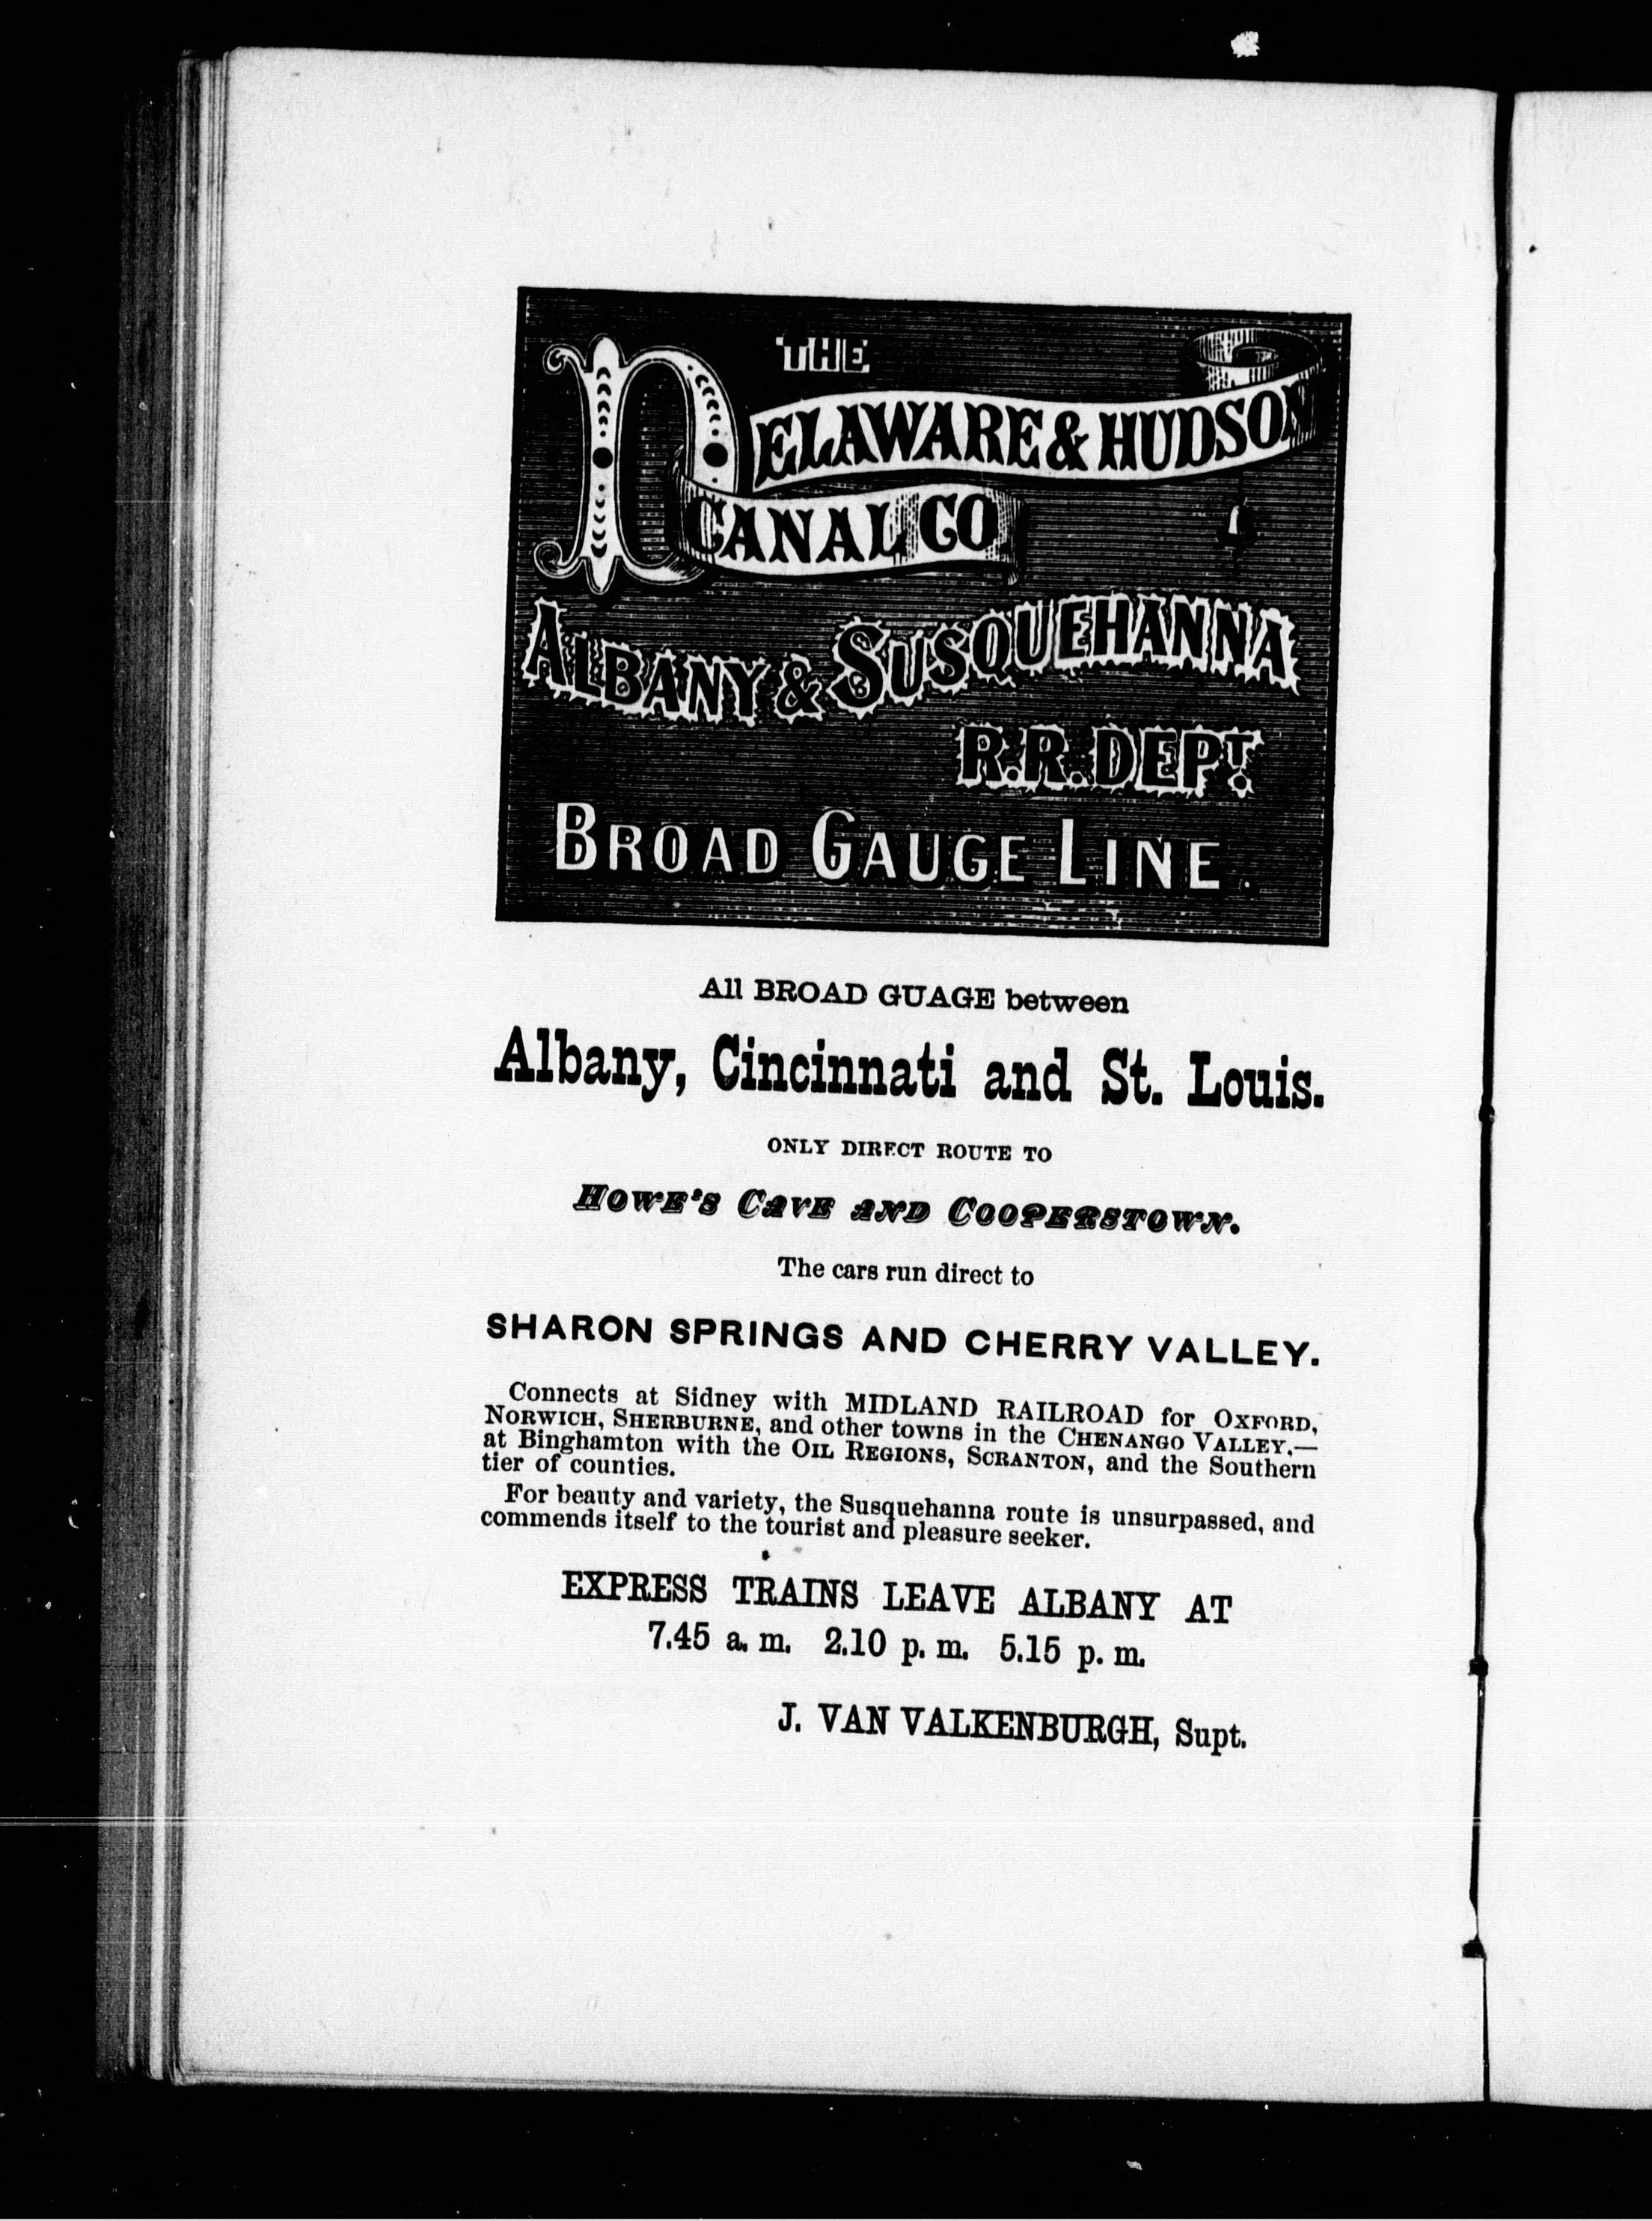 THE
DELAWARE & HUDSON
CANAL CO
ALBANY & SUSQUEHANNA
R.R. DEPT.
BROAD GAUGE LINE.
All BROAD GUAGE between
Albany, Cincinnati and St. Louis.
ONLY DIRECT ROUTE TO
HOWE'S CAVE AND COOPERSTOWN.
The cars run direct to
SHARON SPRINGS AND CHERRY VALLEY.
Connects at Sidney with MIDLAND RAILROAD for OXFORD,
NORWICH, SHERBURNE, and other towns in the CHENANGO VALLEY,—
at Binghamton with the OIL REGIONS, SCRANTON, and the Southern
tier of counties.
For beauty and variety, the Susquehanna route is unsurpassed, and
commends itself to the tourist and pleasure seeker.
EXPRESS TRAINS LEAVE ALBANY AT
7.45 a. m. 2.10 p. m. 5.15 p. m.
J. VAN VALKENBURGH, Supt.